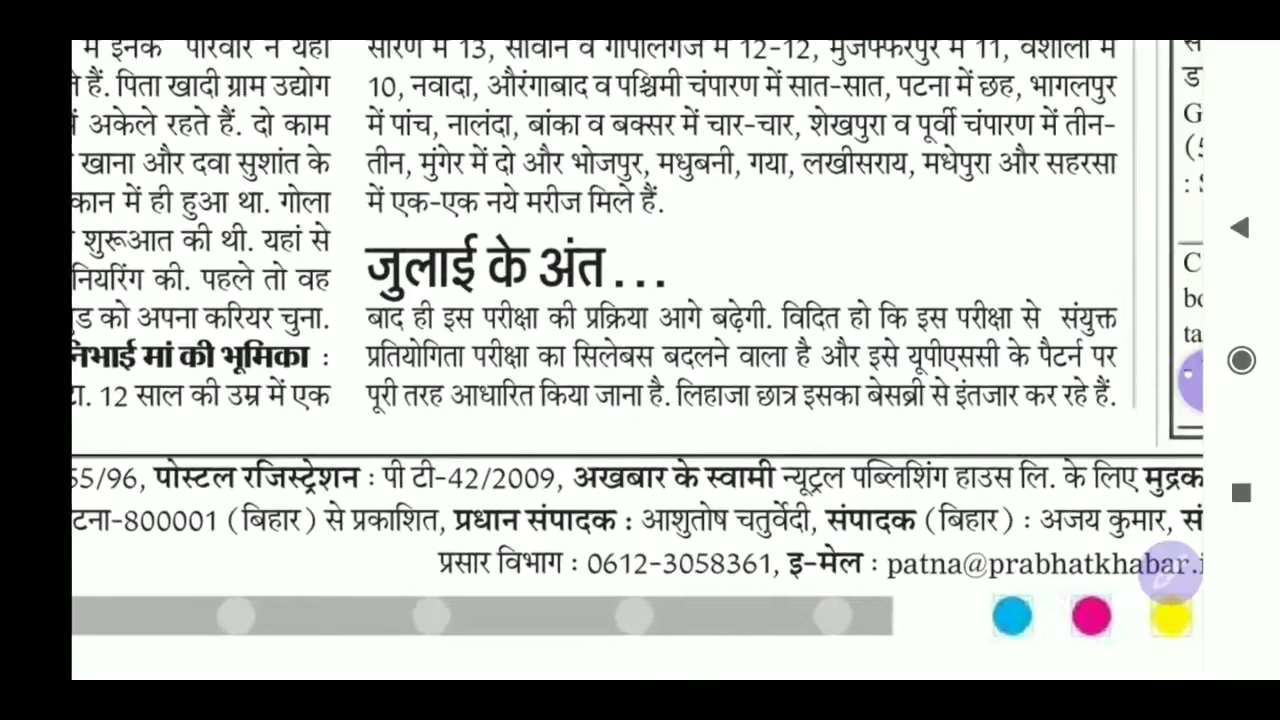 में इनके परिवार ने यहां
हैं. पिता खादी ग्राम उद्योग
अकेले रहते हैं. दो काम
खाना और दवा सुशांत के
कान में ही हुआ था. गोला
शुरूआत की थी. यहां से
नियरिंग की. पहले तो वह
को अपना करियर चुना.
निभाई मां की भूमिका :
टा. 12 साल की उम्र में एक
सारण में 13, सीवान व गोपालगंज में 12-12, मुजफ्फरपुर में 11, वैशाली में
10, नवादा, औरंगाबाद व पश्चिमी चंपारण में सात-सात, पटना में छह, भागलपुर
में पांच, नालंदा, बांका व बक्सर में चार-चार, शेखपुरा व पूर्वी चंपारण में तीन-
तीन, मुंगेर में दो और भोजपुर, मधुबनी, गया, लखीसराय, मधेपुरा और सहरसा
में एक-एक नये मरीज मिले हैं.
जुलाई के अंत...
बाद ही इस परीक्षा की प्रक्रिया आगे बढ़ेगी. विदित हो कि इस परीक्षा से संयुक्त
प्रतियोगिता परीक्षा का सिलेबस बदलने वाला है और इसे यूपीएससी के पैटर्न पर
पूरी तरह आधारित किया जाना है. लिहाजा छात्र इसका बेसब्री से इंतजार कर रहे हैं.
स
ड
G
(5
:
C
bo
ta
55/96, पोस्टल रजिस्ट्रेशन : पी टी-42/2009, अखबार के स्वामी न्यूट्रल पब्लिशिंग हाउस लि. के लिए मुद्रक
टना-800001 (बिहार) से प्रकाशित, प्रधान संपादक : आशुतोष चतुर्वेदी, संपादक (बिहार) : अजय कुमार, सं
प्रसार विभाग : 0612-3058361, इ-मेल : patna@prabhatkhabar.i